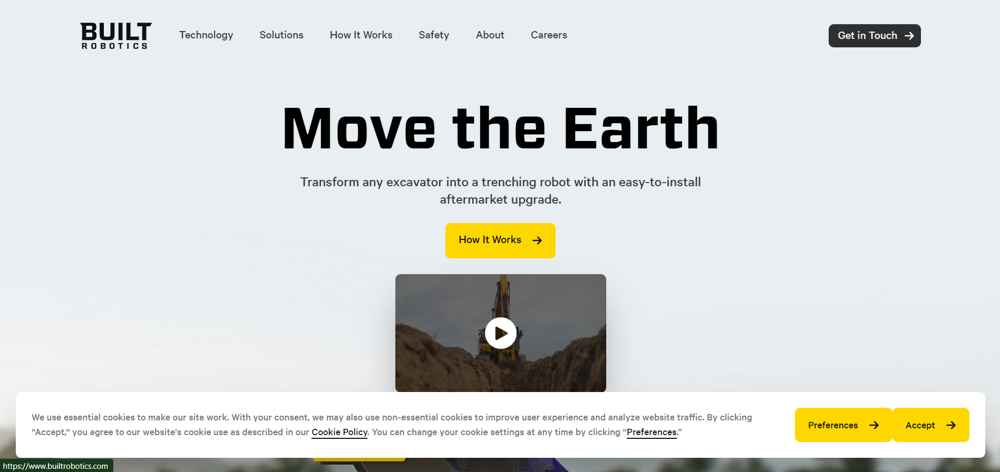 BUILT
ROBOTICS
Technology
Solutions
How It Works
Safety
About
Careers
Get in Touch
Move the Earth
Transform any excavator into a trenching robot with an easy-to-install
aftermarket upgrade.
How It Works
We use essential cookies to make our site work. With your consent, we may also use non-essential cookies to improve user experience and analyze website traffic. By clicking
“Accept,“ you agree to our website's cookie use as described in our Cookie Policy. You can change your cookie settings at any time by clicking “Preferences.”
Preferences
Accept
https://www.builtrobotics.com